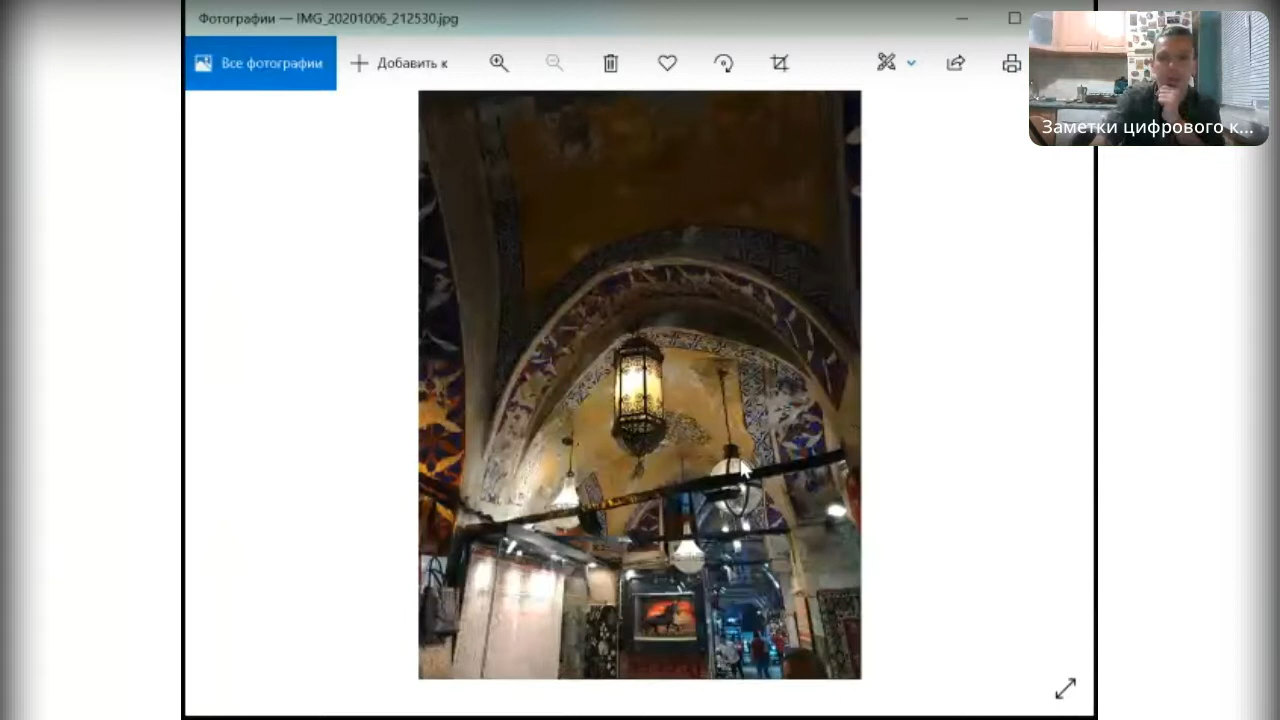 Фотографии — IMG_20201006_212530.jpg
Все фотографии
Добавить к
Заметки цифрового к...